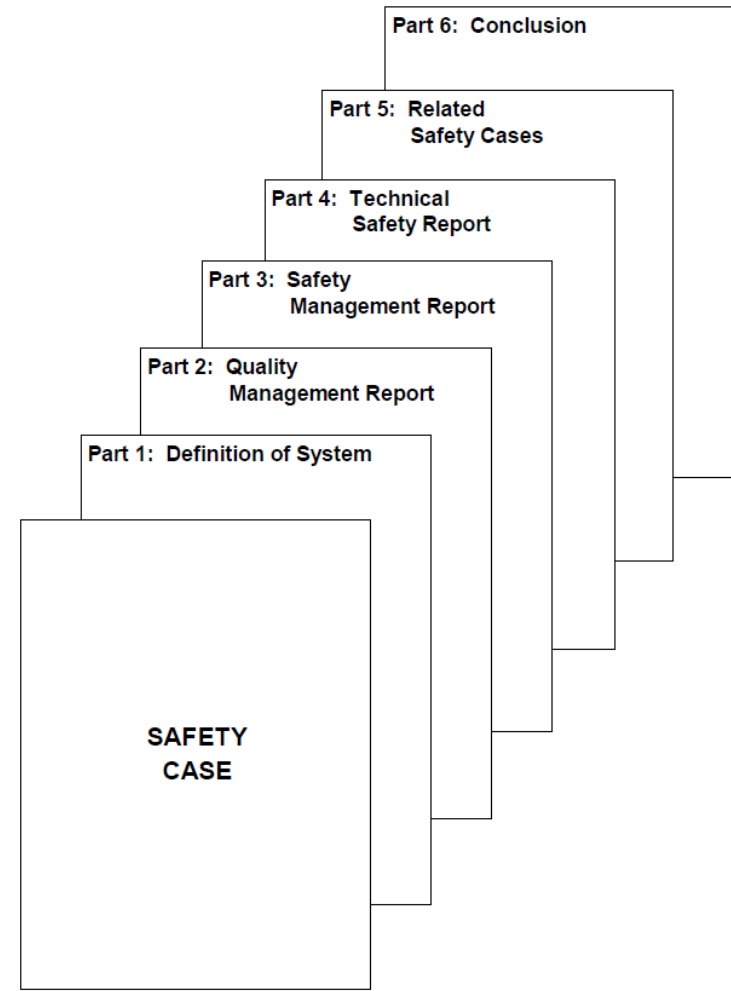 Part 6: Conclusion
Part 5: Related
Safety Cases
Part 4: Technical
Safety Report
Part 3: Safety
Management Report
Part 2: Quality
Management Report
Part 1: Definition of System
SAFETY
CASE